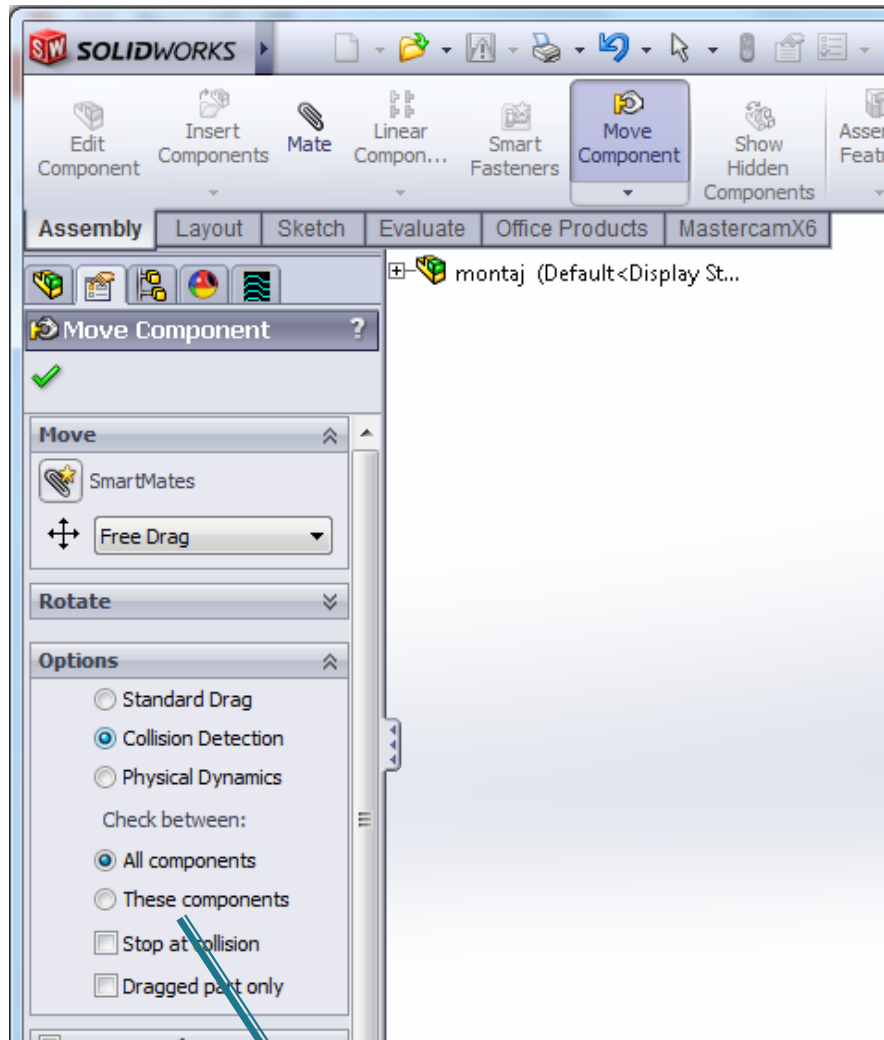 SW SOLIDWORKS
Edit Component
Insert Components
Mate
Linear Compon...
Smart Fasteners
Move Component
Show Hidden Components
Assembly Layout Sketch Evaluate Office Products MastercamX6
montaj (Default<Display St...
Move Component ?
Move
SmartMates
Free Drag
Rotate
Options
Standard Drag
Collision Detection
Physical Dynamics
Check between:
All components
These components
Stop at collision
Dragged part only